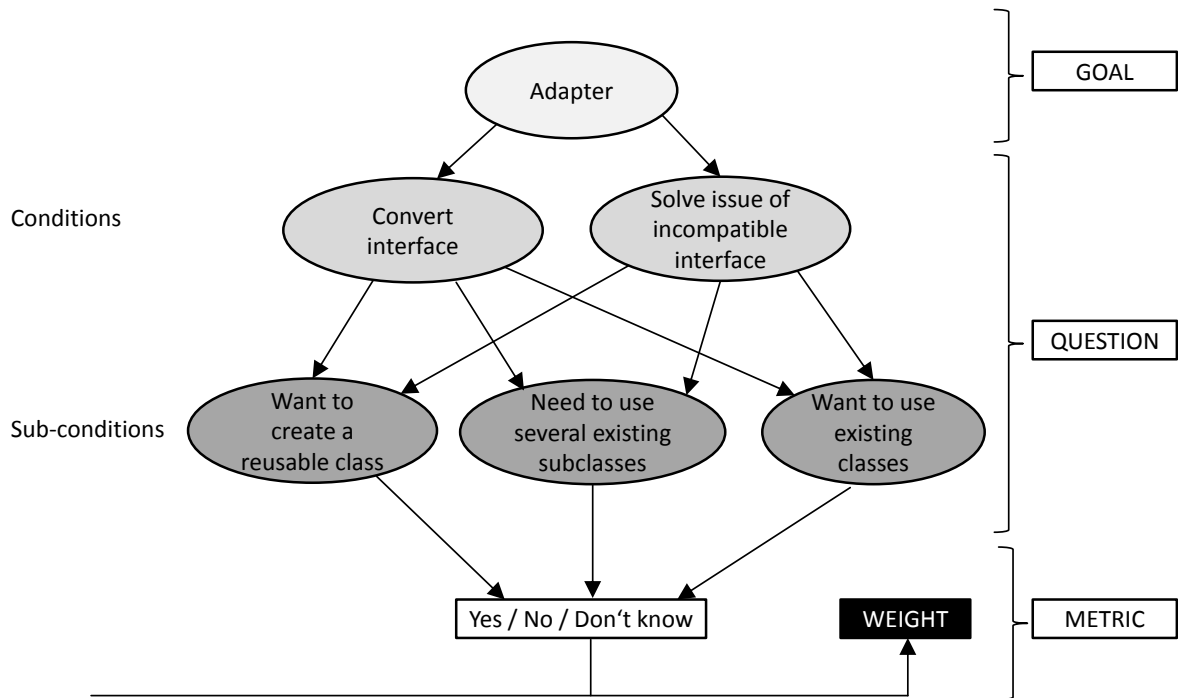 Adapter
GOAL
Conditions
Convert
interface
Solve issue of
incompatible
interface
QUESTION
Sub-conditions
Want to
create a
reusable class
Need to use
several existing
subclasses
Want to use
existing
classes
Yes / No / Don‘t know
WEIGHT
METRIC